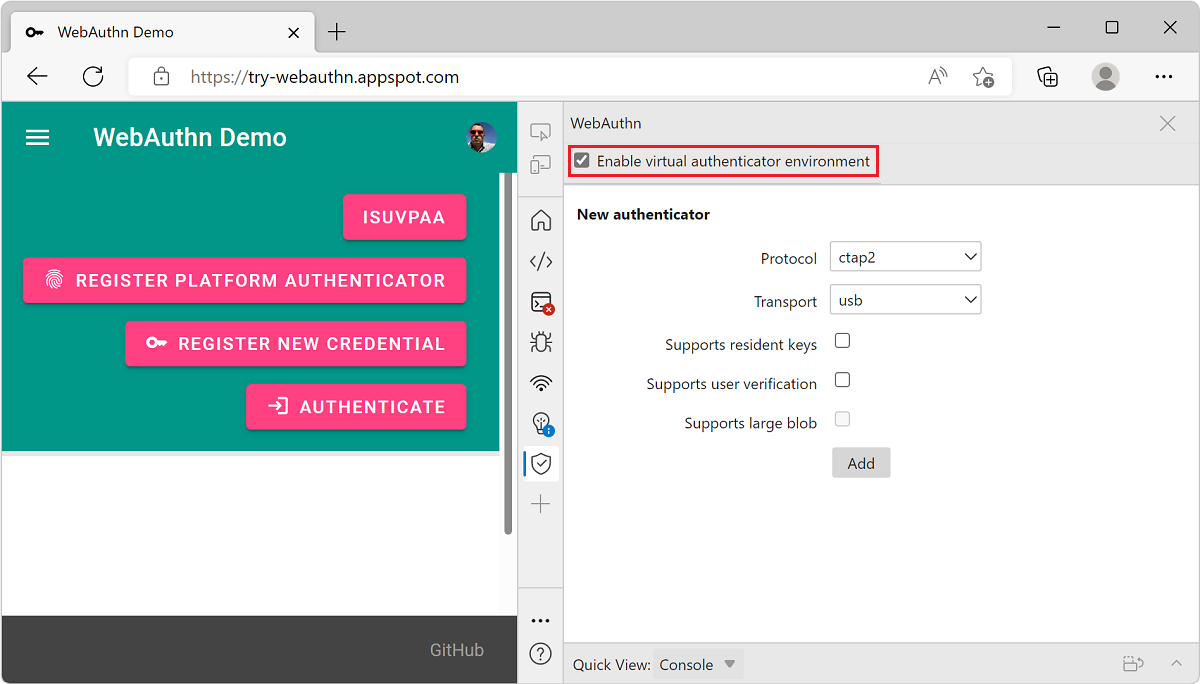 WebAuthn Demo
https://try-webauthn.appspot.com
WebAuthn Demo
ISUVPAA
REGISTER PLATFORM AUTHENTICATOR
REGISTER NEW CREDENTIAL
AUTHENTICATE
GitHub
WebAuthn
Enable virtual authenticator environment
New authenticator
Protocol ctap2
Transport usb
Supports resident keys
Supports user verification
Supports large blob
Add
Quick View: Console